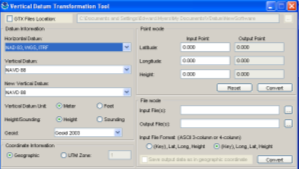 Vertical Datum Transformation Tool
GTX Files Location
Datum Information
Horizontal Datum:
NAD 83, WGS, ITRF
Vertical Datum:
NAVD 88
New Vertical Datum:
NAVD 88
Vertical Datum Unit: Meter Foot
Height/Sounding: Height Sounding
Geoid: Geoid 2003
Coordinate Information
Geographic UTM Zone:
Point mode
Input Point Output Point
Latitude 0.000 0.000
Longitude 0.000 0.000
Height 0.000 0.000
Reset Convert
File mode
Input File(s)
Output File(s)
Input File Format: (ASCII 3-column or 4-column)
(Key), Long, Lat, Height (Key), Lat, Long, Height
Save output data as in geographic coordinate
Convert